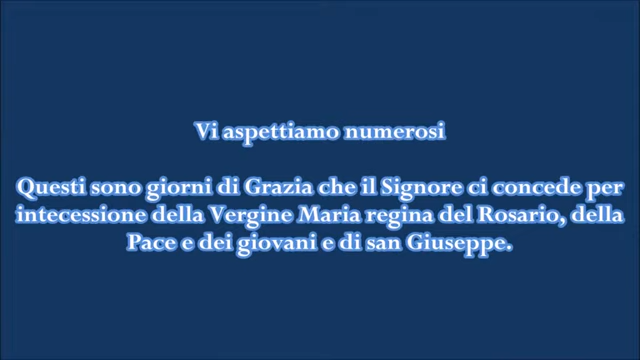 Vi aspettiamo numerosi
Questi sono giorni di Grazia che il Signore ci concede per
intecessione della Vergine Maria regina del Rosario, della
Pace e dei giovani e di san Giuseppe.